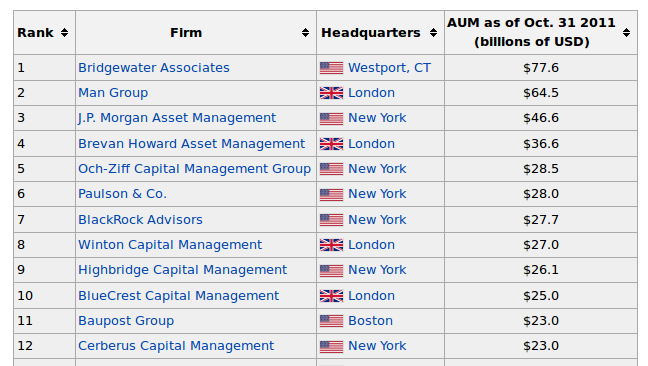 Rank Firm Headquarters AUM as of Oct. 31 2011
(billions of USD)
1 Bridgewater Associates Westport, CT $77.6
2 Man Group London $64.5
3 J.P. Morgan Asset Management New York $46.6
4 Brevan Howard Asset Management London $36.6
5 Och-Ziff Capital Management Group New York $28.5
6 Paulson & Co. New York $28.0
7 BlackRock Advisors New York $27.7
8 Winton Capital Management London $27.0
9 Highbridge Capital Management New York $26.1
10 BlueCrest Capital Management London $25.0
11 Baupost Group Boston $23.0
12 Cerberus Capital Management New York $23.0